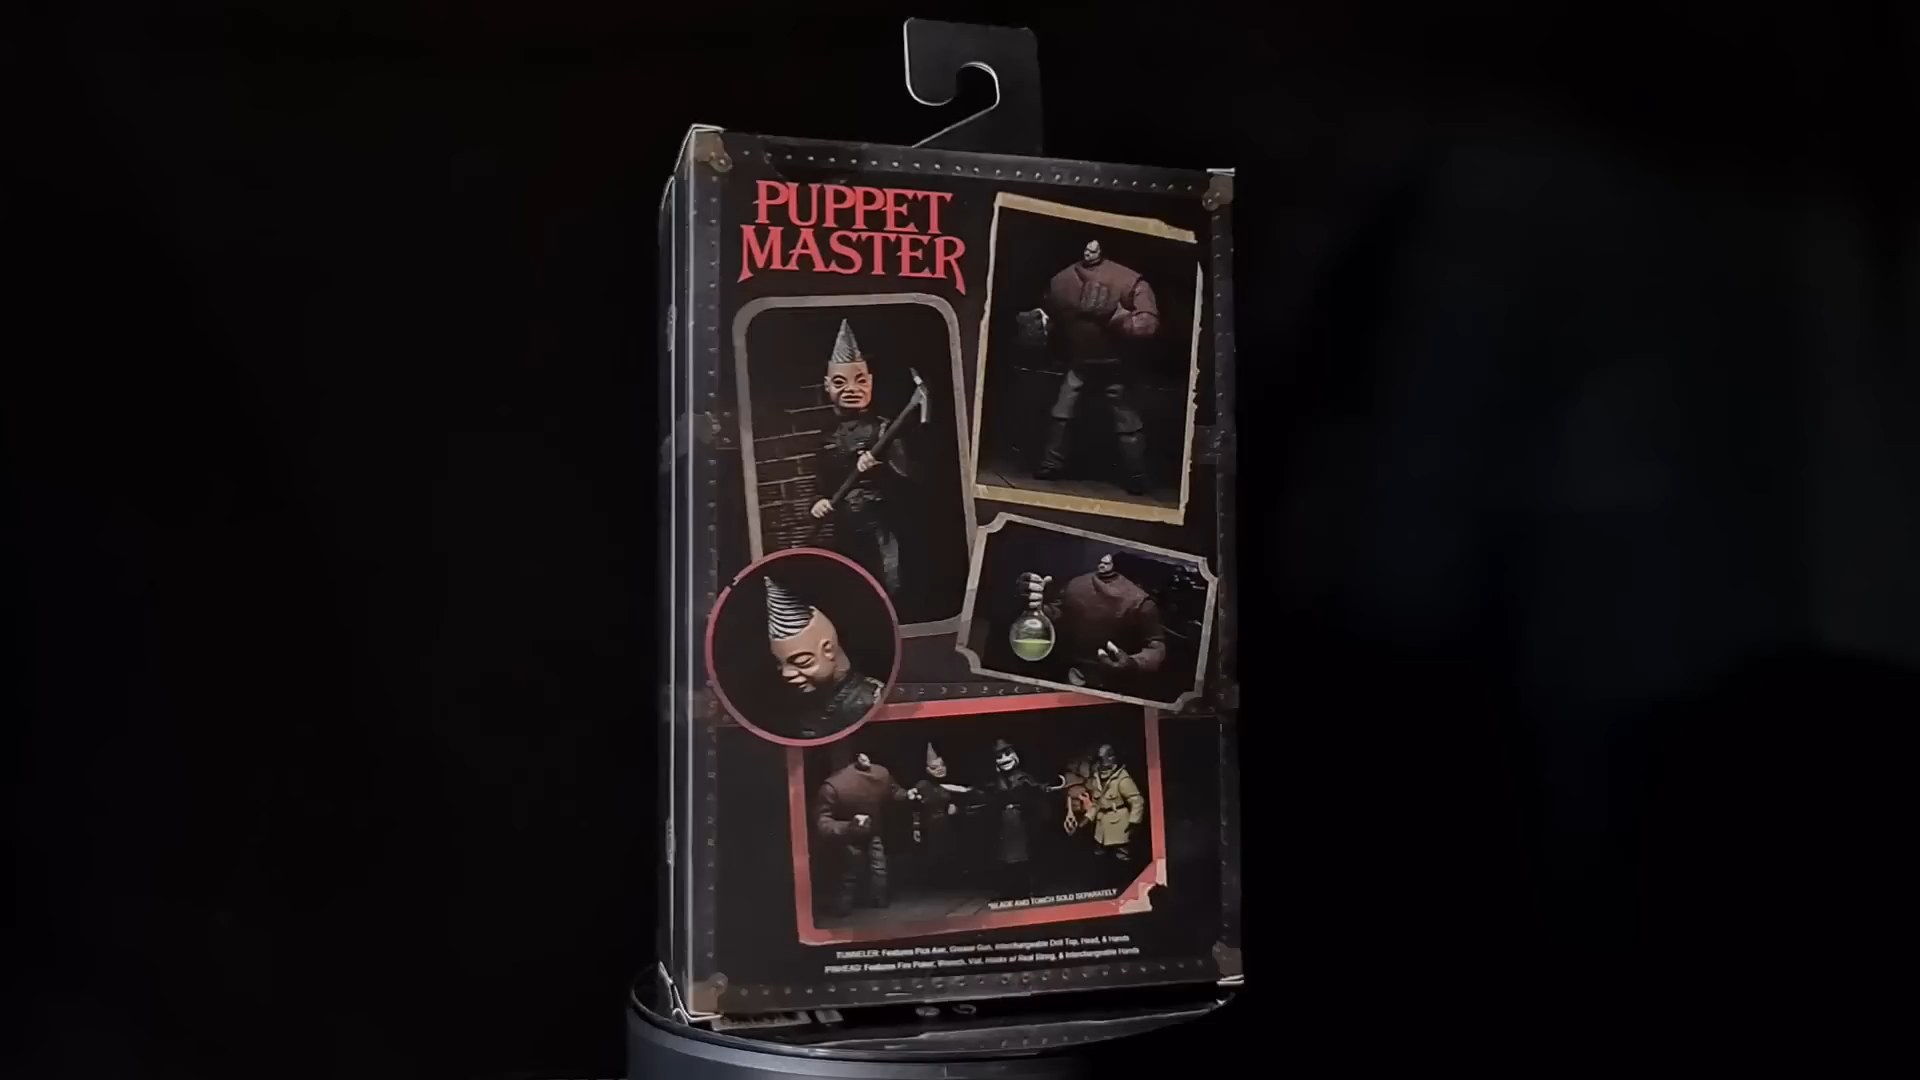 PUPPET
MASTER
*BLADE AND TORCH SOLD SEPARATELY
TUNNELER: Features Pick Axe, Grease Gun, Interchangeable Drill Top, Head, & Hands
PINHEAD: Features Fire Poker, Wrench, Vial, Hooks w/ Real String, & Interchangeable Hands